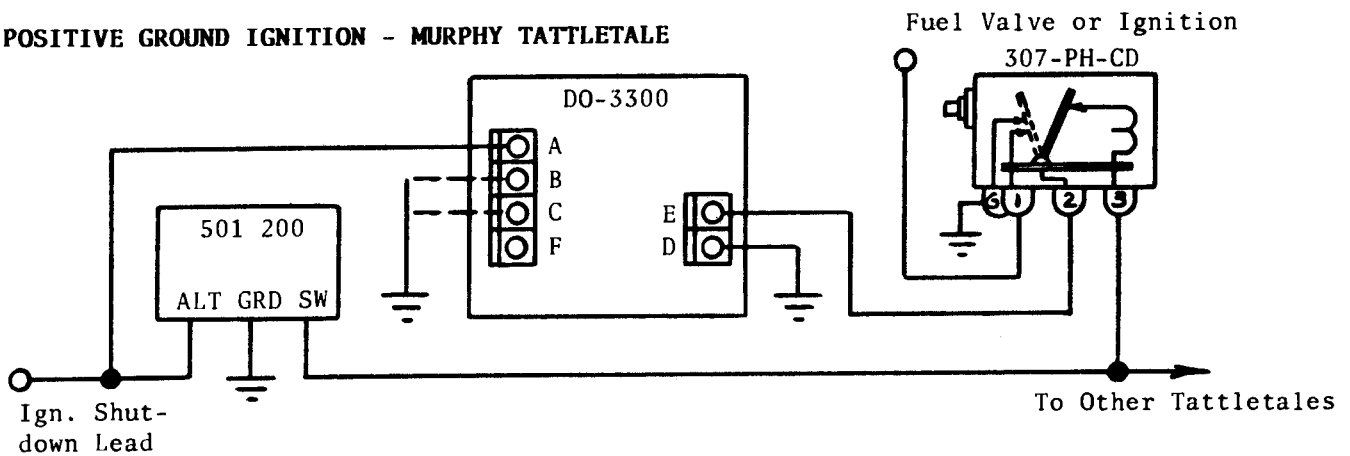 POSITIVE GROUND IGNITION - MURPHY TATTLETALE
Fuel Valve or Ignition
307-PH-CD
DO-3300
A
B
C
F
E
D
501 200
ALT GRD SW
G 1 2 3
Ign. Shut-
down Lead
To Other Tattletales